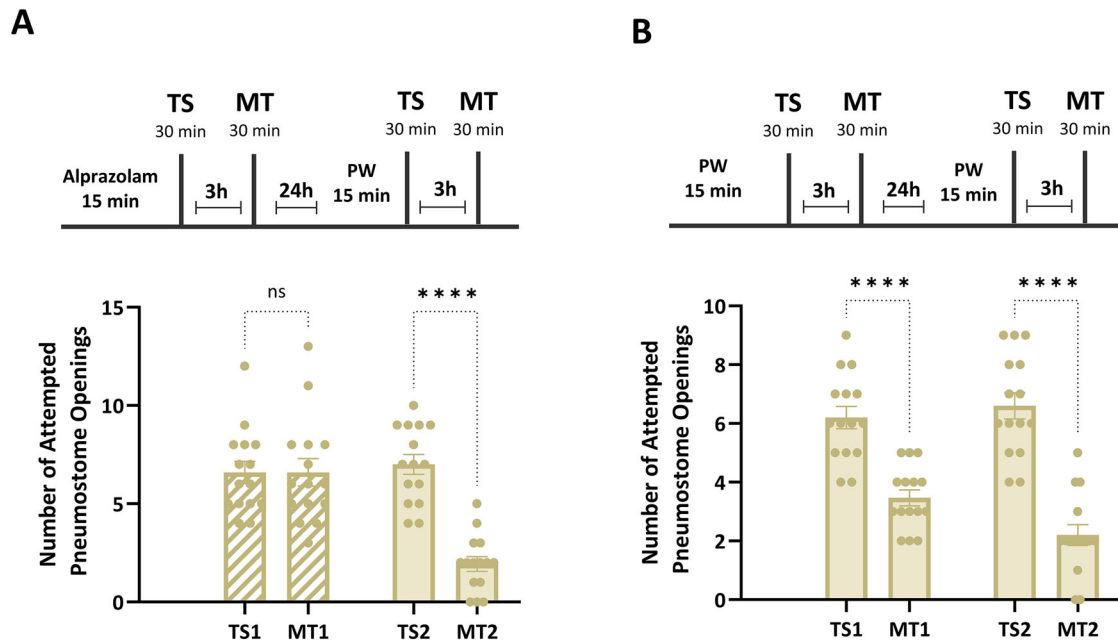 A
TS MT TS MT
30 min 30 min 30 min 30 min
Alprazolam
15 min
3h 24h
PW
15 min
3h
ns
****
Number of Attempted
Pneumostome Openings
15
10
5
0
TS1 MT1 TS2 MT2
B
TS MT TS MT
30 min 30 min 30 min 30 min
PW
15 min
3h 24h
PW
15 min
3h
****
****
Number of Attempted
Pneumostome Openings
10
8
6
4
2
0
TS1 MT1 TS2 MT2